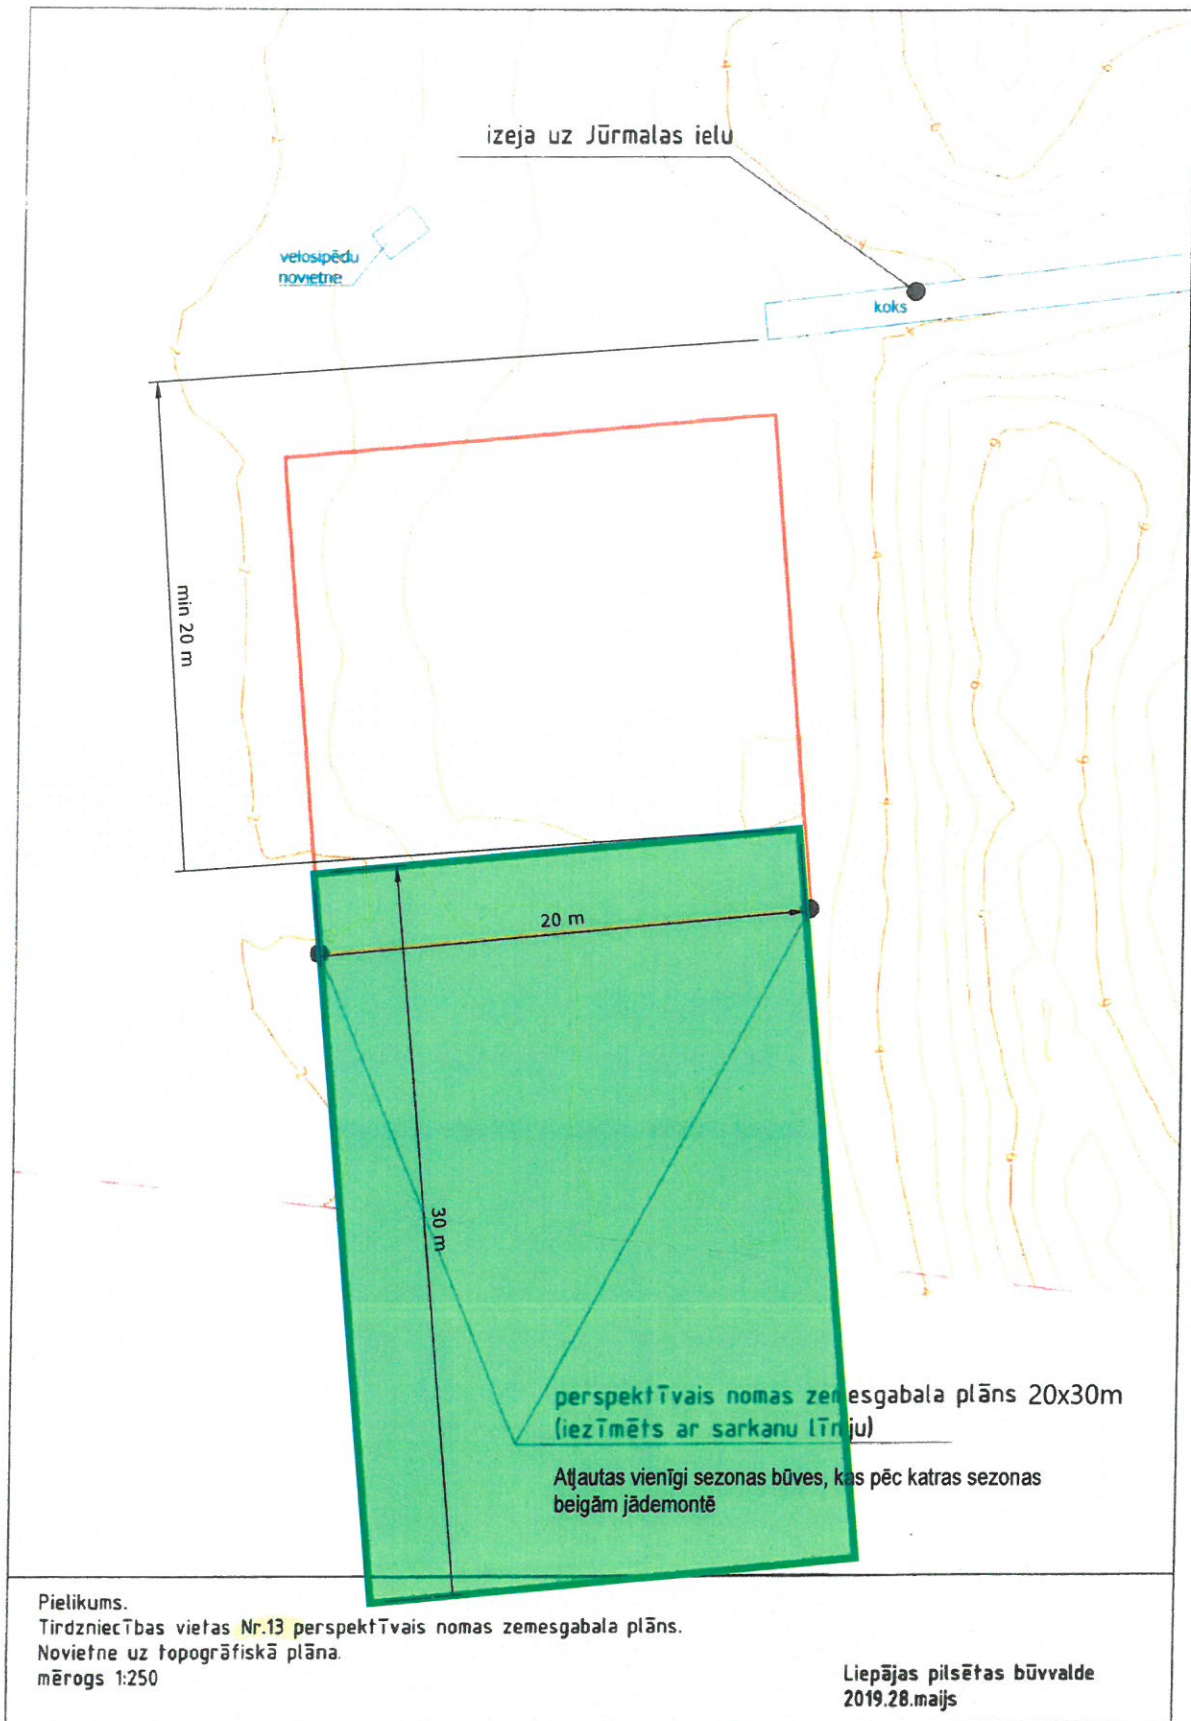 izeja uz Jūrmalas ielu
velosipēdu
novietne
koks
min 20 m
20 m
30 m
perspektīvais nomas zemesgabala plāns 20x30m
(iezīmēts ar sarkanu līniju)
Atļautas vienīgi sezonas būves, kas pēc katras sezonas
beigām jādemontē
Pielikums.
Tirdzniecības vietas Nr.13 perspektīvais nomas zemesgabala plāns.
Novietne uz topogrāfiskā plāna.
mērogs 1:250
Liepājas pilsētas būvvalde
2019.28.maijs